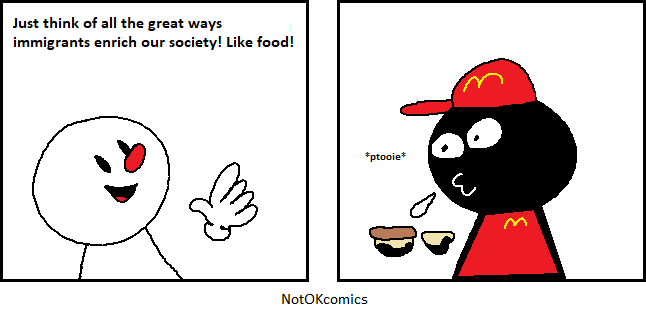 Just think of all the great ways
immigrants enrich our society! Like food!
*ptooie*
NotOKcomics